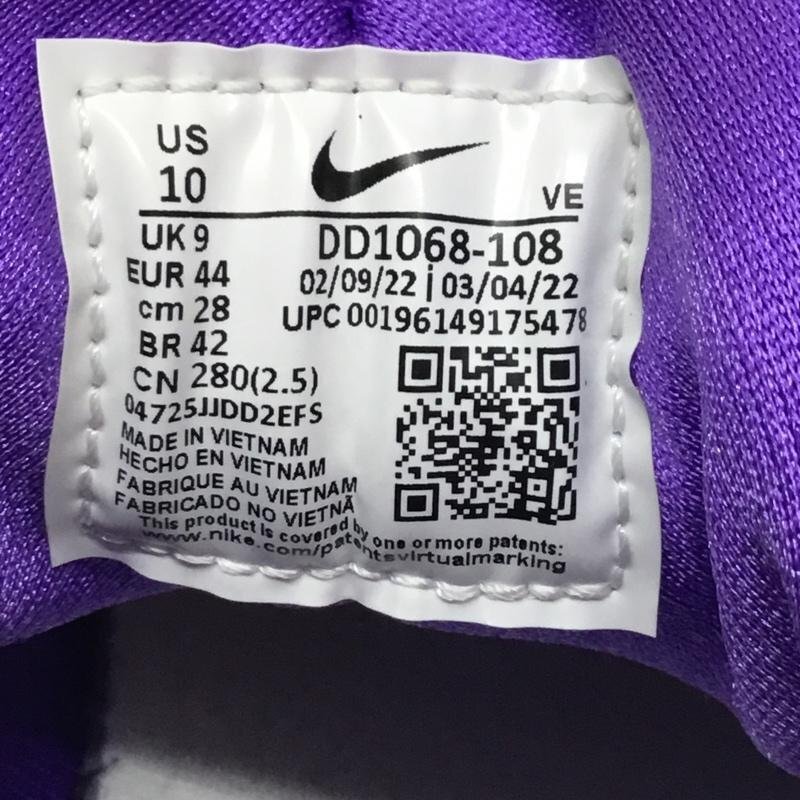 US
10
VE
UK 9
DD1068-108
EUR 44
02/09/22 | 03/04/22
cm 28
UPC 00196149175478
BR 42
CN 280(2.5)
04725JJDD2EFS
MADE IN VIETNAM
HECHO EN VIETNAM
FABRIQUE AU VIETNAM
FABRICADO NO VIETNÃ
This product is covered by one or more patents:
www.nike.com/patentsvirtualmarking